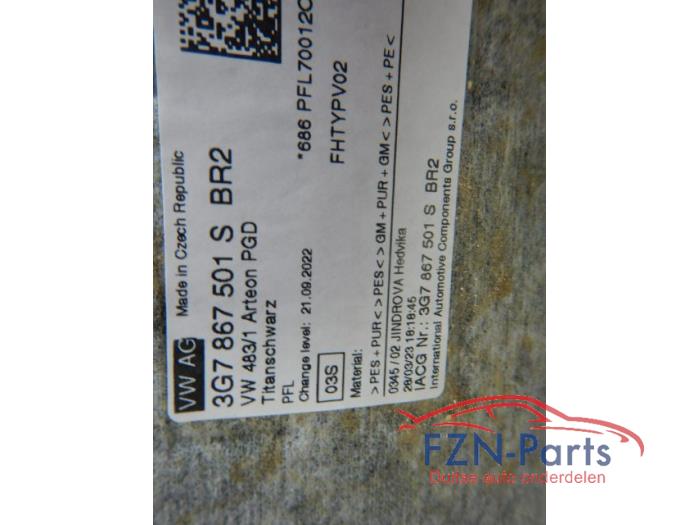 VW AG Made in Czech Republic
3G7 867 501 S BR2
VW 483/1 Arteon PGD
Titanschwarz
PFL *686 PFL70012
Change level: 21.09.2022
03S FHTYPV02
Material:
>PES+PUR<>PES<>GM+PUR+GM<>PES+PE<
0345 / 02 JINDROVA Hedvika
28/03/23 18:18:45
IACG Nr.: 3G7 867 501 S BR2
International Automotive Components Group s.r.o.
FZN-Parts
Duitse auto onderdelen